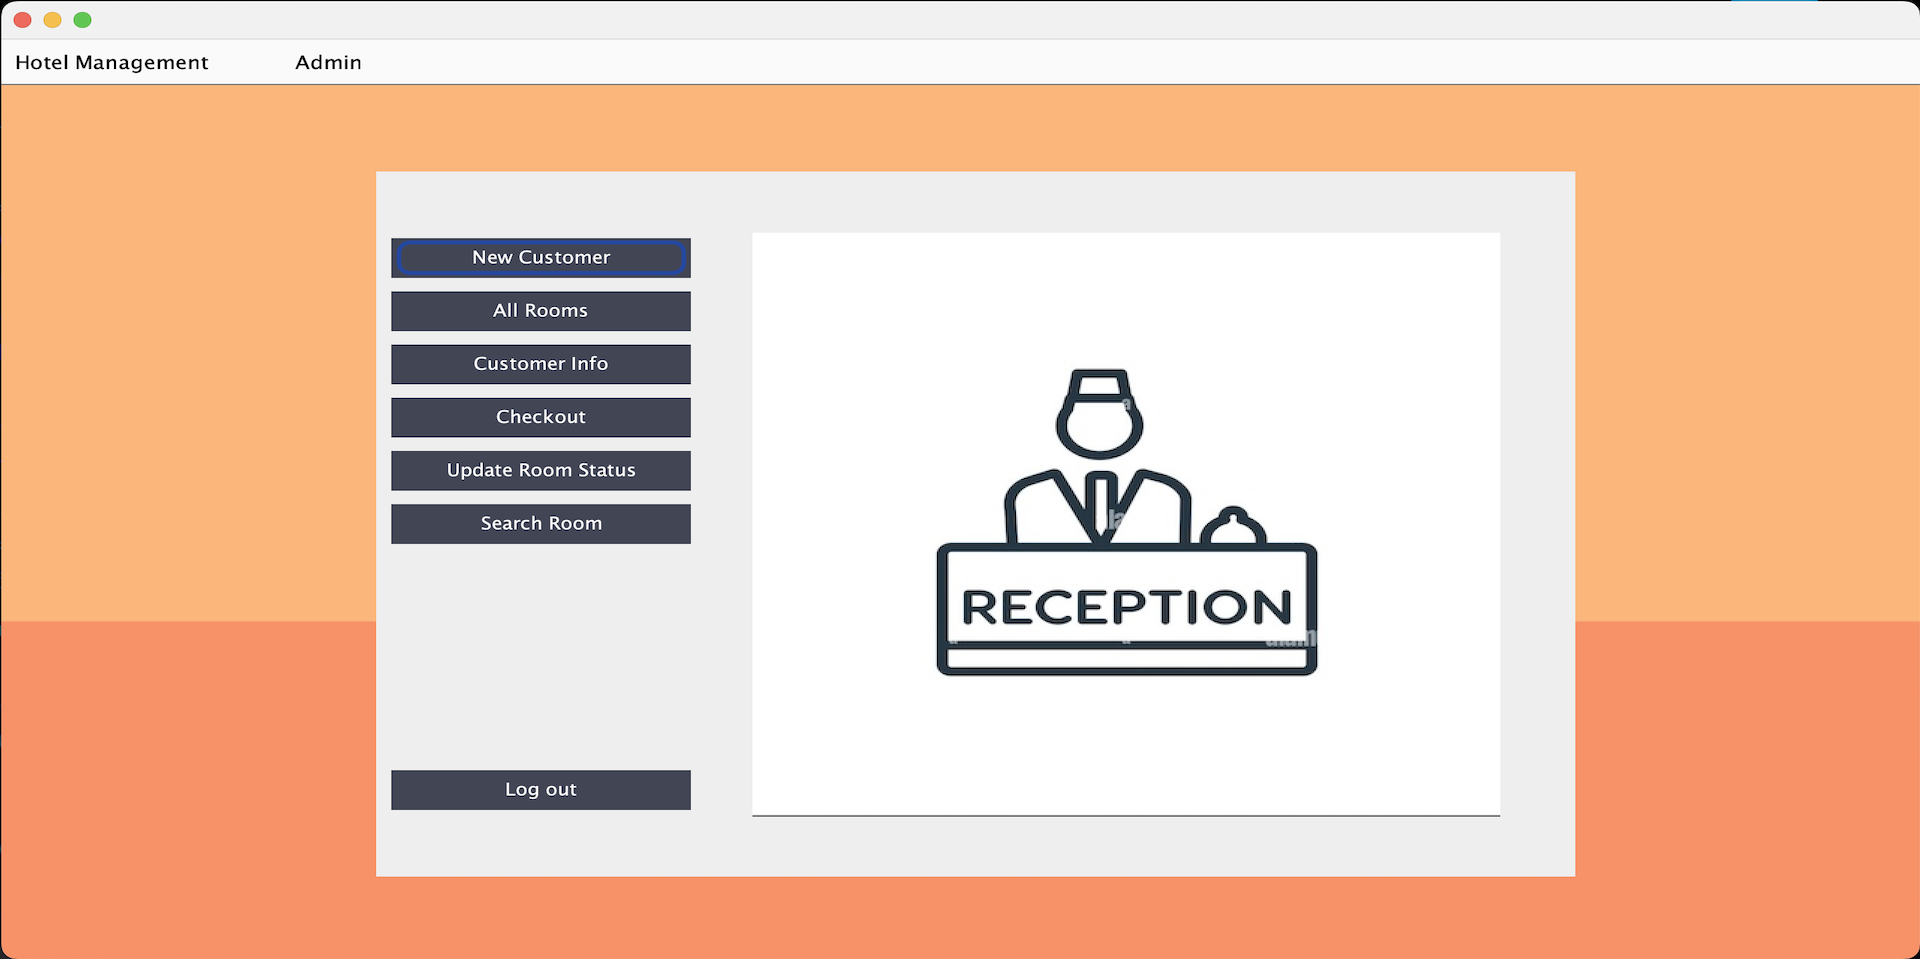 Hotel Management Admin
New Customer
All Rooms
Customer Info
Checkout
Update Room Status
Search Room
Log out
RECEPTION